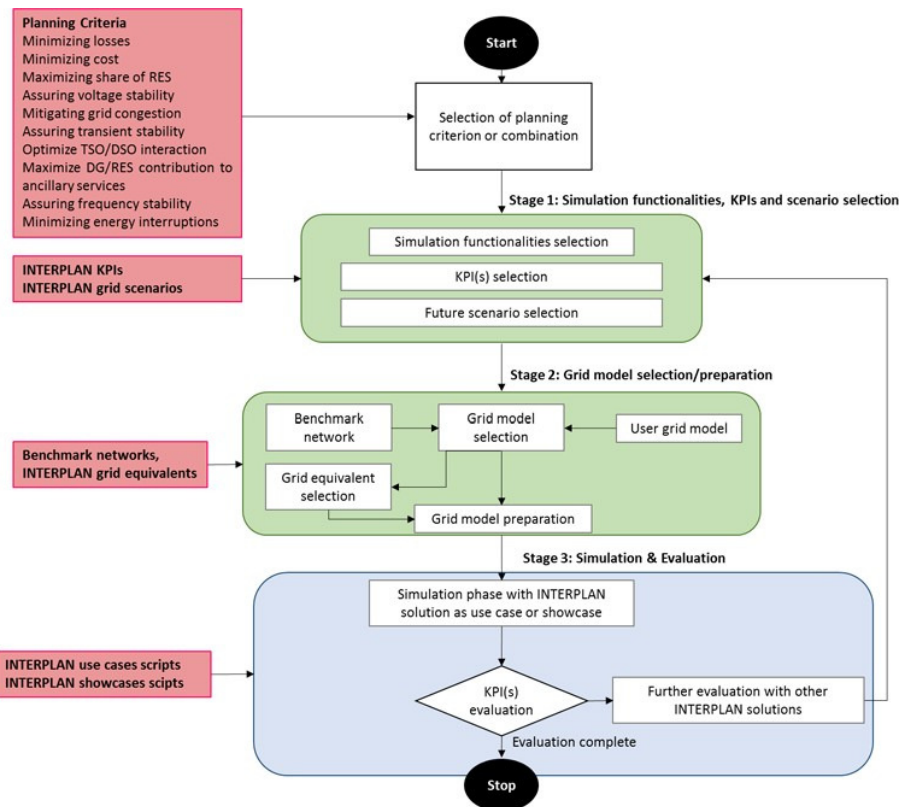 Planning Criteria
Minimizing losses
Minimizing cost
Maximizing share of RES
Assuring voltage stability
Mitigating grid congestion
Assuring transient stability
Optimize TSO/DSO interaction
Maximize DG/RES contribution to
ancillary services
Assuring frequency stability
Minimizing energy interruptions
Start
Selection of planning
criterion or combination
Stage 1: Simulation functionalities, KPIs and scenario selection
INTERPLAN KPIs
INTERPLAN grid scenarios
Simulation functionalities selection
KPI(s) selection
Future scenario selection
Stage 2: Grid model selection/preparation
Benchmark networks,
INTERPLAN grid equivalents
Benchmark
network
Grid model
selection
User grid model
Grid equivalent
selection
Grid model preparation
Stage 3: Simulation & Evaluation
INTERPLAN use cases scripts
INTERPLAN showcases scipts
Simulation phase with INTERPLAN
solution as use case or showcase
KPI(s)
evaluation
Further evaluation with other
INTERPLAN solutions
Evaluation complete
Stop